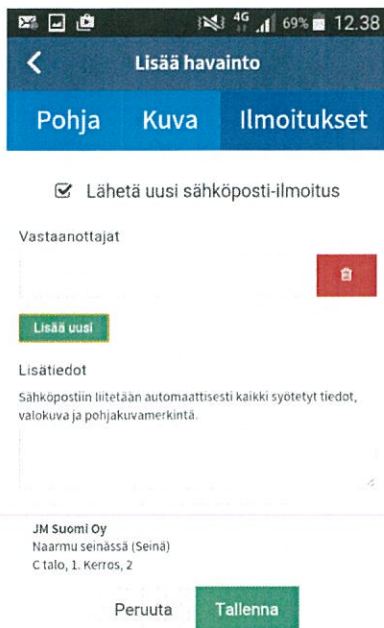 4G 69% 12.38
Lisää havainto
Pohja Kuva Ilmoitukset
Lähetä uusi sähköposti-ilmoitus
Vastaanottajat
Lisää uusi
Lisätiedot
Sähköpostiin liitetään automaattisesti kaikki syötetyt tiedot,
valokuva ja pohjakuvamerkintä.
JM Suomi Oy
Naarmu seinässä (Seinä)
C talo, 1. Kerros, 2
Peruuta Tallenna